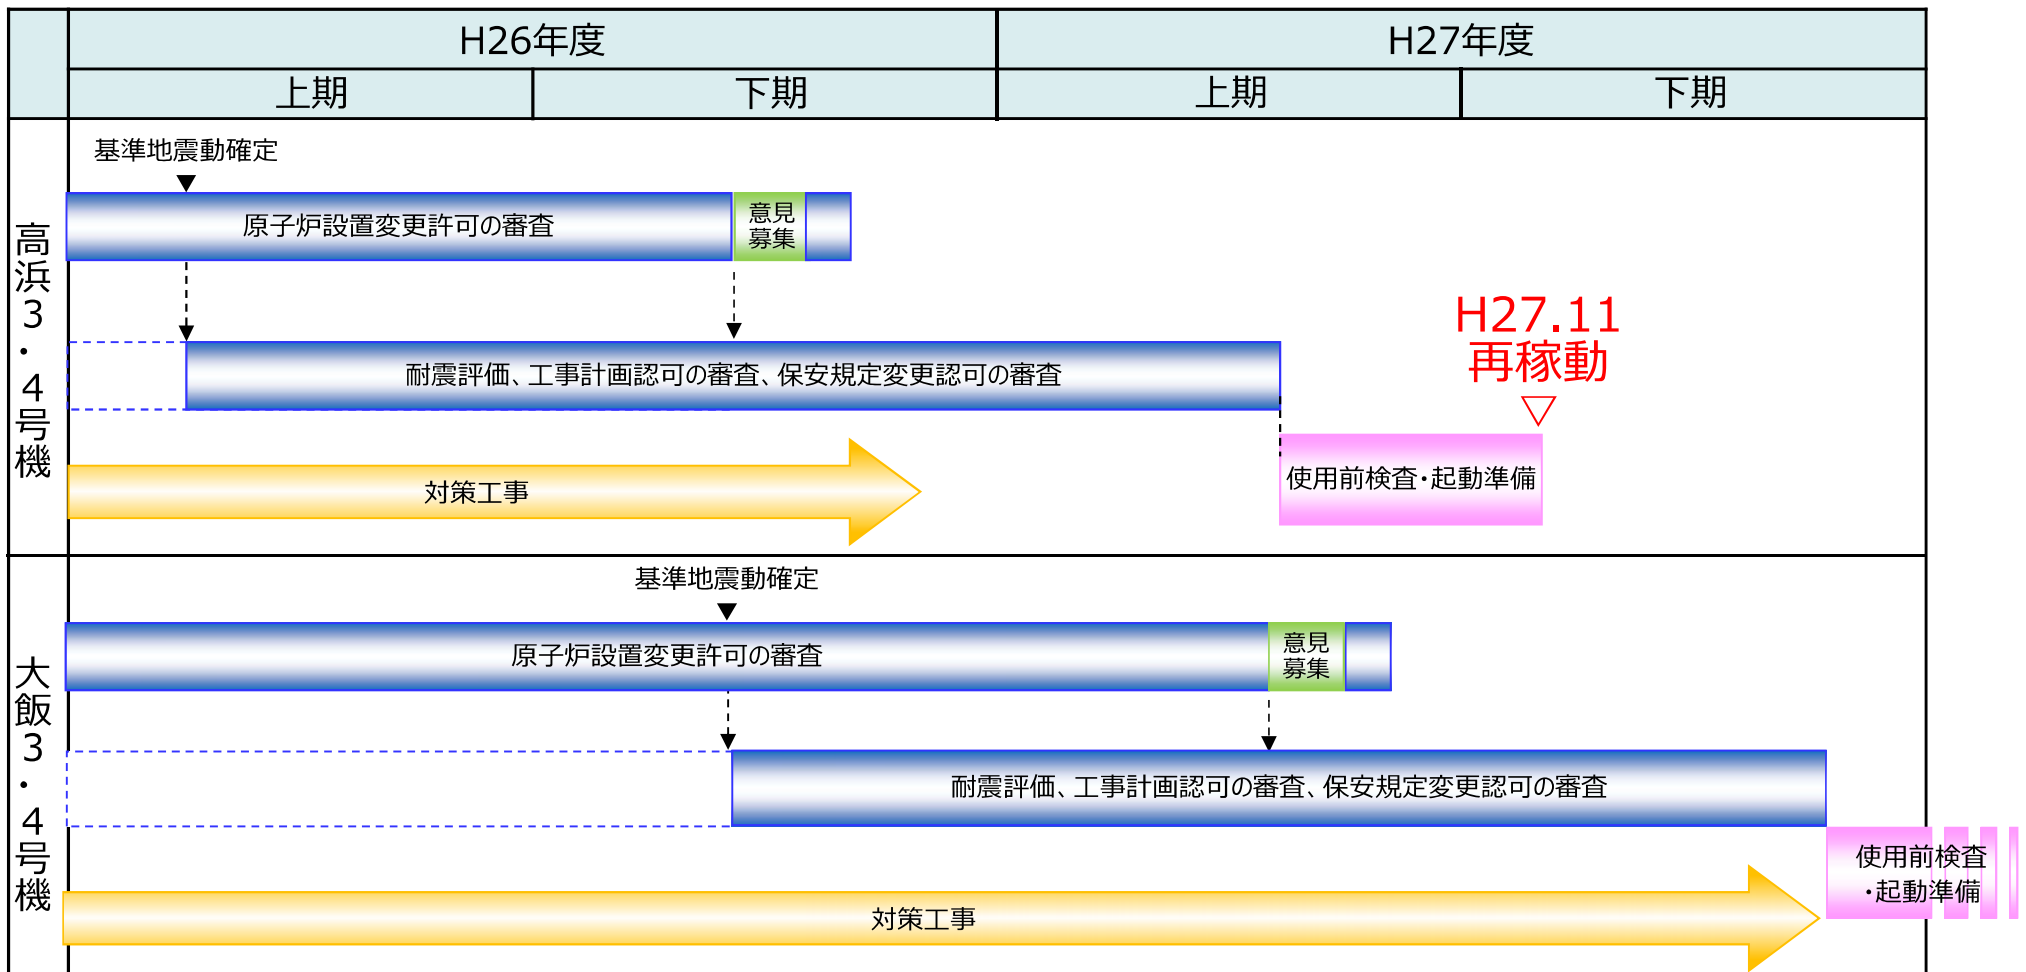 H26年度
H27年度
上期
下期
上期
下期
高浜３・４号機
基準地震動確定
原子炉設置変更許可の審査
意見
募集
耐震評価、工事計画認可の審査、保安規定変更認可の審査
H27.11
再稼動
使用前検査・起動準備
対策工事
大飯３・４号機
基準地震動確定
原子炉設置変更許可の審査
意見
募集
耐震評価、工事計画認可の審査、保安規定変更認可の審査
使用前検査
・起動準備
対策工事